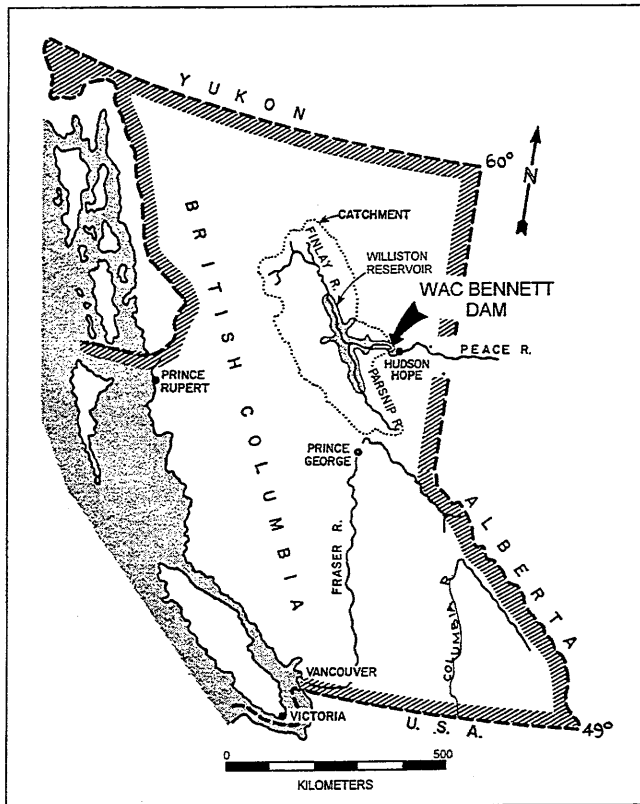 YUKON
60°
N
CATCHMENT
FINLAY R.
WILLISTON
RESERVOIR
WAC BENNETT
DAM
BRITISH COLUMBIA
PEACE R.
HUDSON
HOPE
PARSNIP R.
PRINCE
RUPERT
PRINCE
GEORGE
ALBERTA
FRASER R.
COLUMBIA R.
VANCOUVER
VICTORIA
U.S.A.
49°
0 500
KILOMETERS